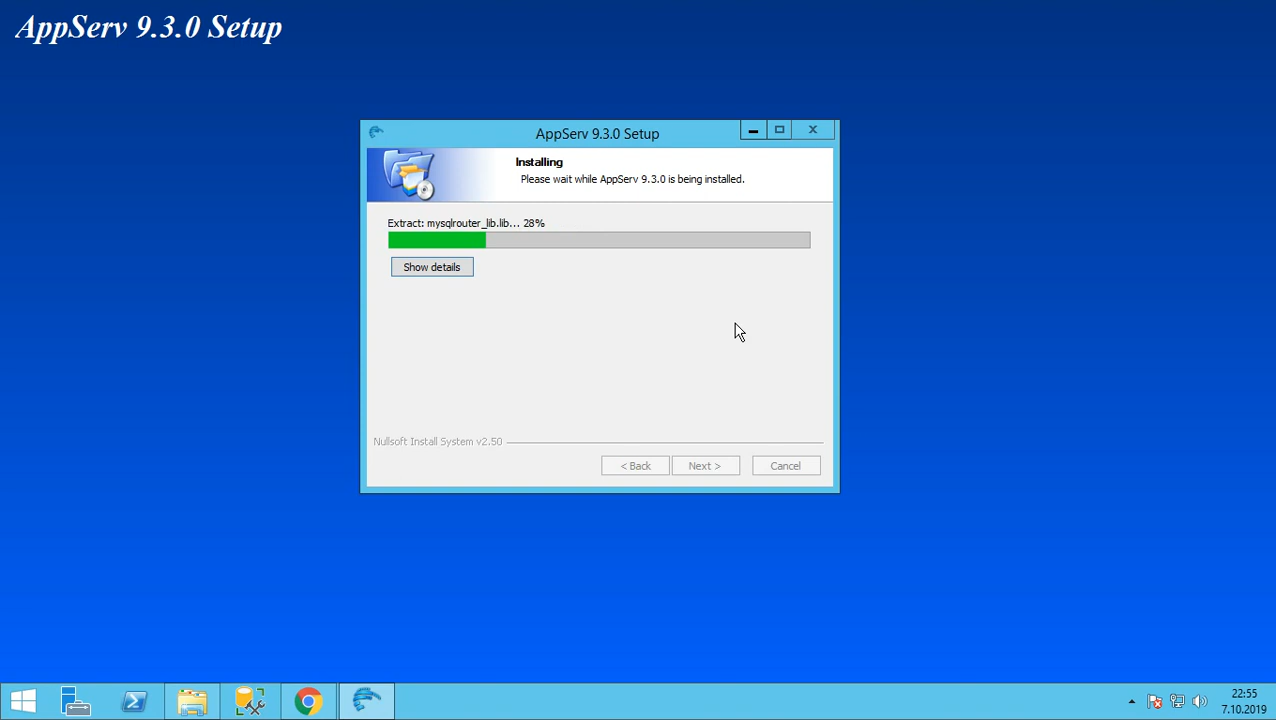 AppServ 9.3.0 Setup
AppServ 9.3.0 Setup
Installing
Please wait while AppServ 9.3.0 is being installed.
Extract: mysqlrouter_lib.lib... 28%
Show details
Nullsoft Install System v2.50
< Back
Next >
Cancel
22:55
7.10.2019